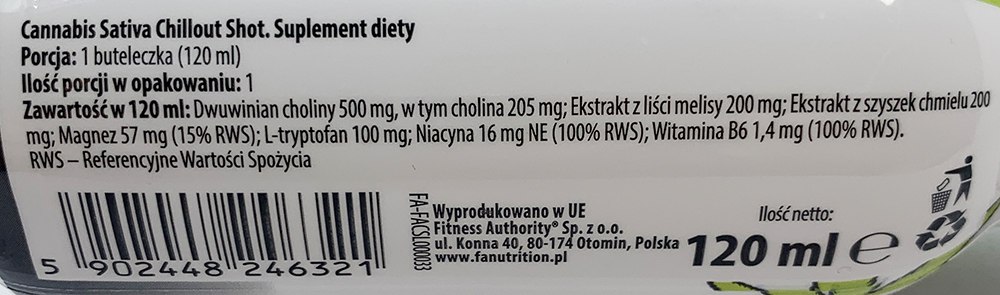 Cannabis Sativa Chillout Shot. Suplement diety
Porcja: 1 buteleczka (120 ml)
Ilość porcji w opakowaniu: 1
Zawartość w 120 ml: Dwuwinian choliny 500 mg, w tym cholina 205 mg; Ekstrakt z liści melisy 200 mg; Ekstrakt z szyszek chmielu 200
mg; Magnez 57 mg (15% RWS); L-tryptofan 100 mg; Niacyna 16 mg NE (100% RWS); Witamina B6 1,4 mg (100% RWS).
RWS – Referencyjne Wartości Spożycia
5 902448 246321
FA-FACSL000033
Wyprodukowano w UE
Fitness Authority® Sp. z o.o.
ul. Konna 40, 80-174 Otomin, Polska
www.fanutrition.pl
Ilość netto:
120 ml ℮